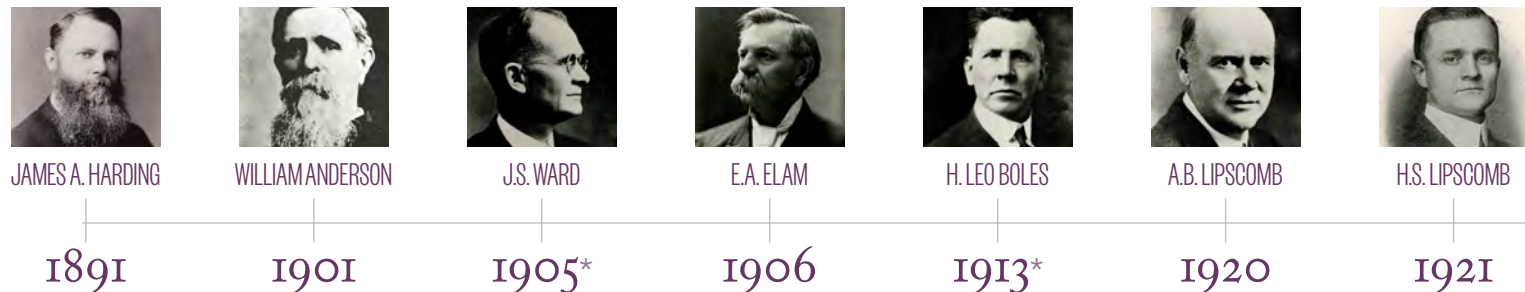 JAMES A. HARDING
WILLIAM ANDERSON
J.S. WARD
E.A. ELAM
H. LEO BOLES
A.B. LIPSCOMB
H.S. LIPSCOMB
1891
1901
1905*
1906
1913*
1920
1921